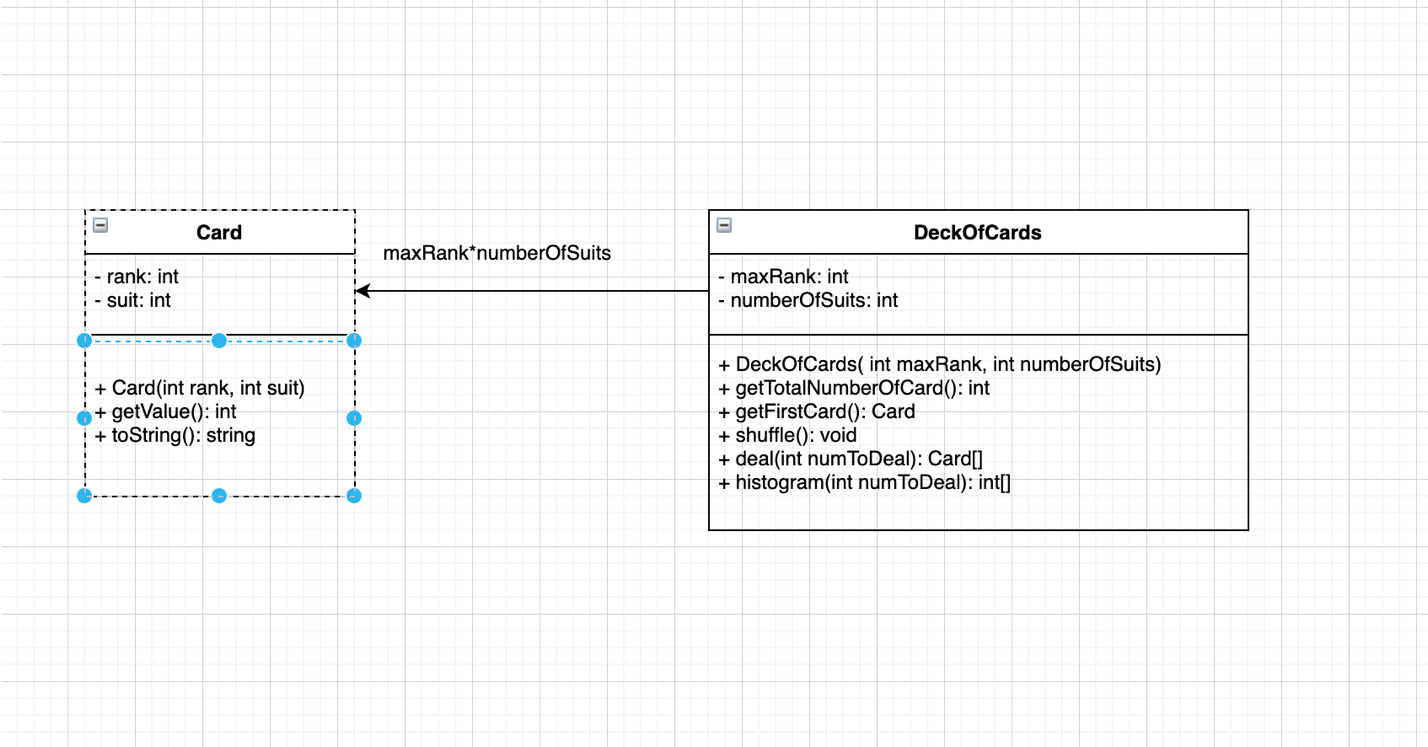 Card
- rank: int
- suit: int
+ Card(int rank, int suit)
+ getValue(): int
+ toString(): string
maxRank*numberOfSuits
DeckOfCards
- maxRank: int
- numberOfSuits: int
+ DeckOfCards( int maxRank, int numberOfSuits)
+ getTotalNumberOfCard(): int
+ getFirstCard(): Card
+ shuffle(): void
+ deal(int numToDeal): Card[]
+ histogram(int numToDeal): int[]